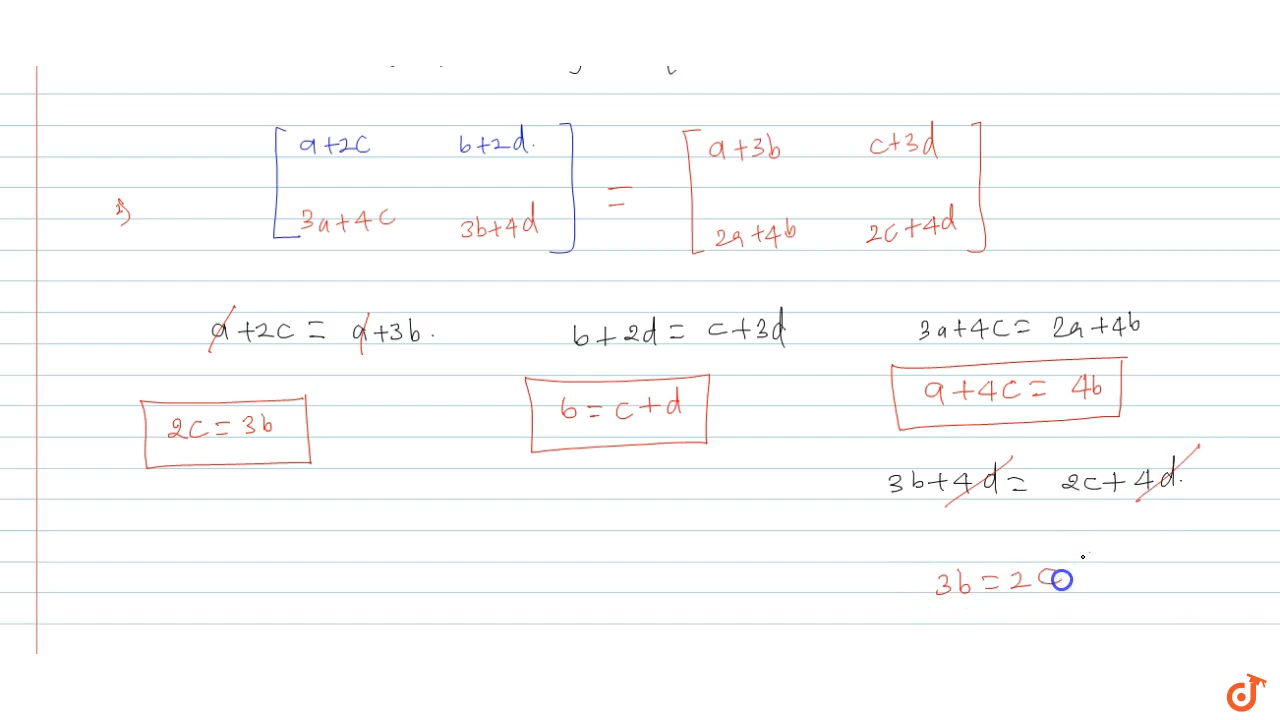 a+2c b+2d. a+3b c+3d
⇒ =
3a+4c 3b+4d 2a+4b 2c+4d
a+2c = a+3b. b+2d = c+3d 3a+4c = 2a+4b
a+4c = 4b
2c = 3b b = c+d
3b+4d = 2c+4d.
3b = 2c